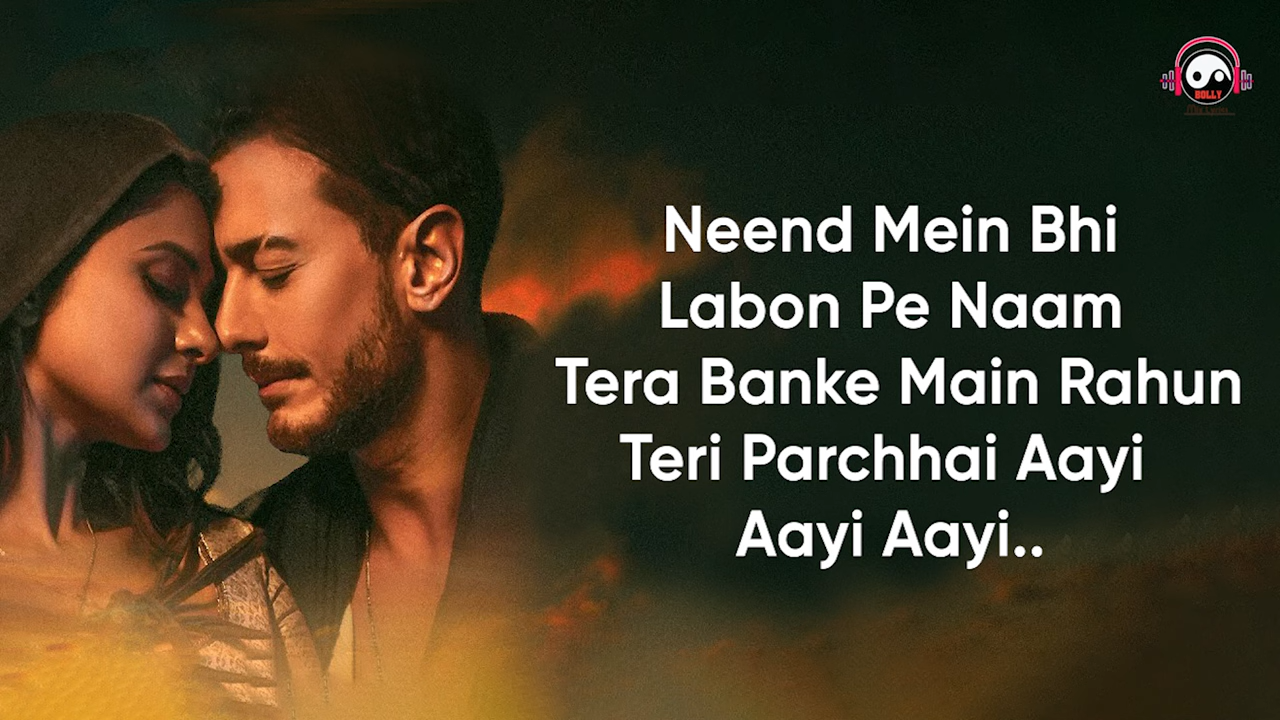 BOLLY
Neend Mein Bhi
Labon Pe Naam
Tera Banke Main Rahun
Teri Parchhai Aayi
Aayi Aayi..